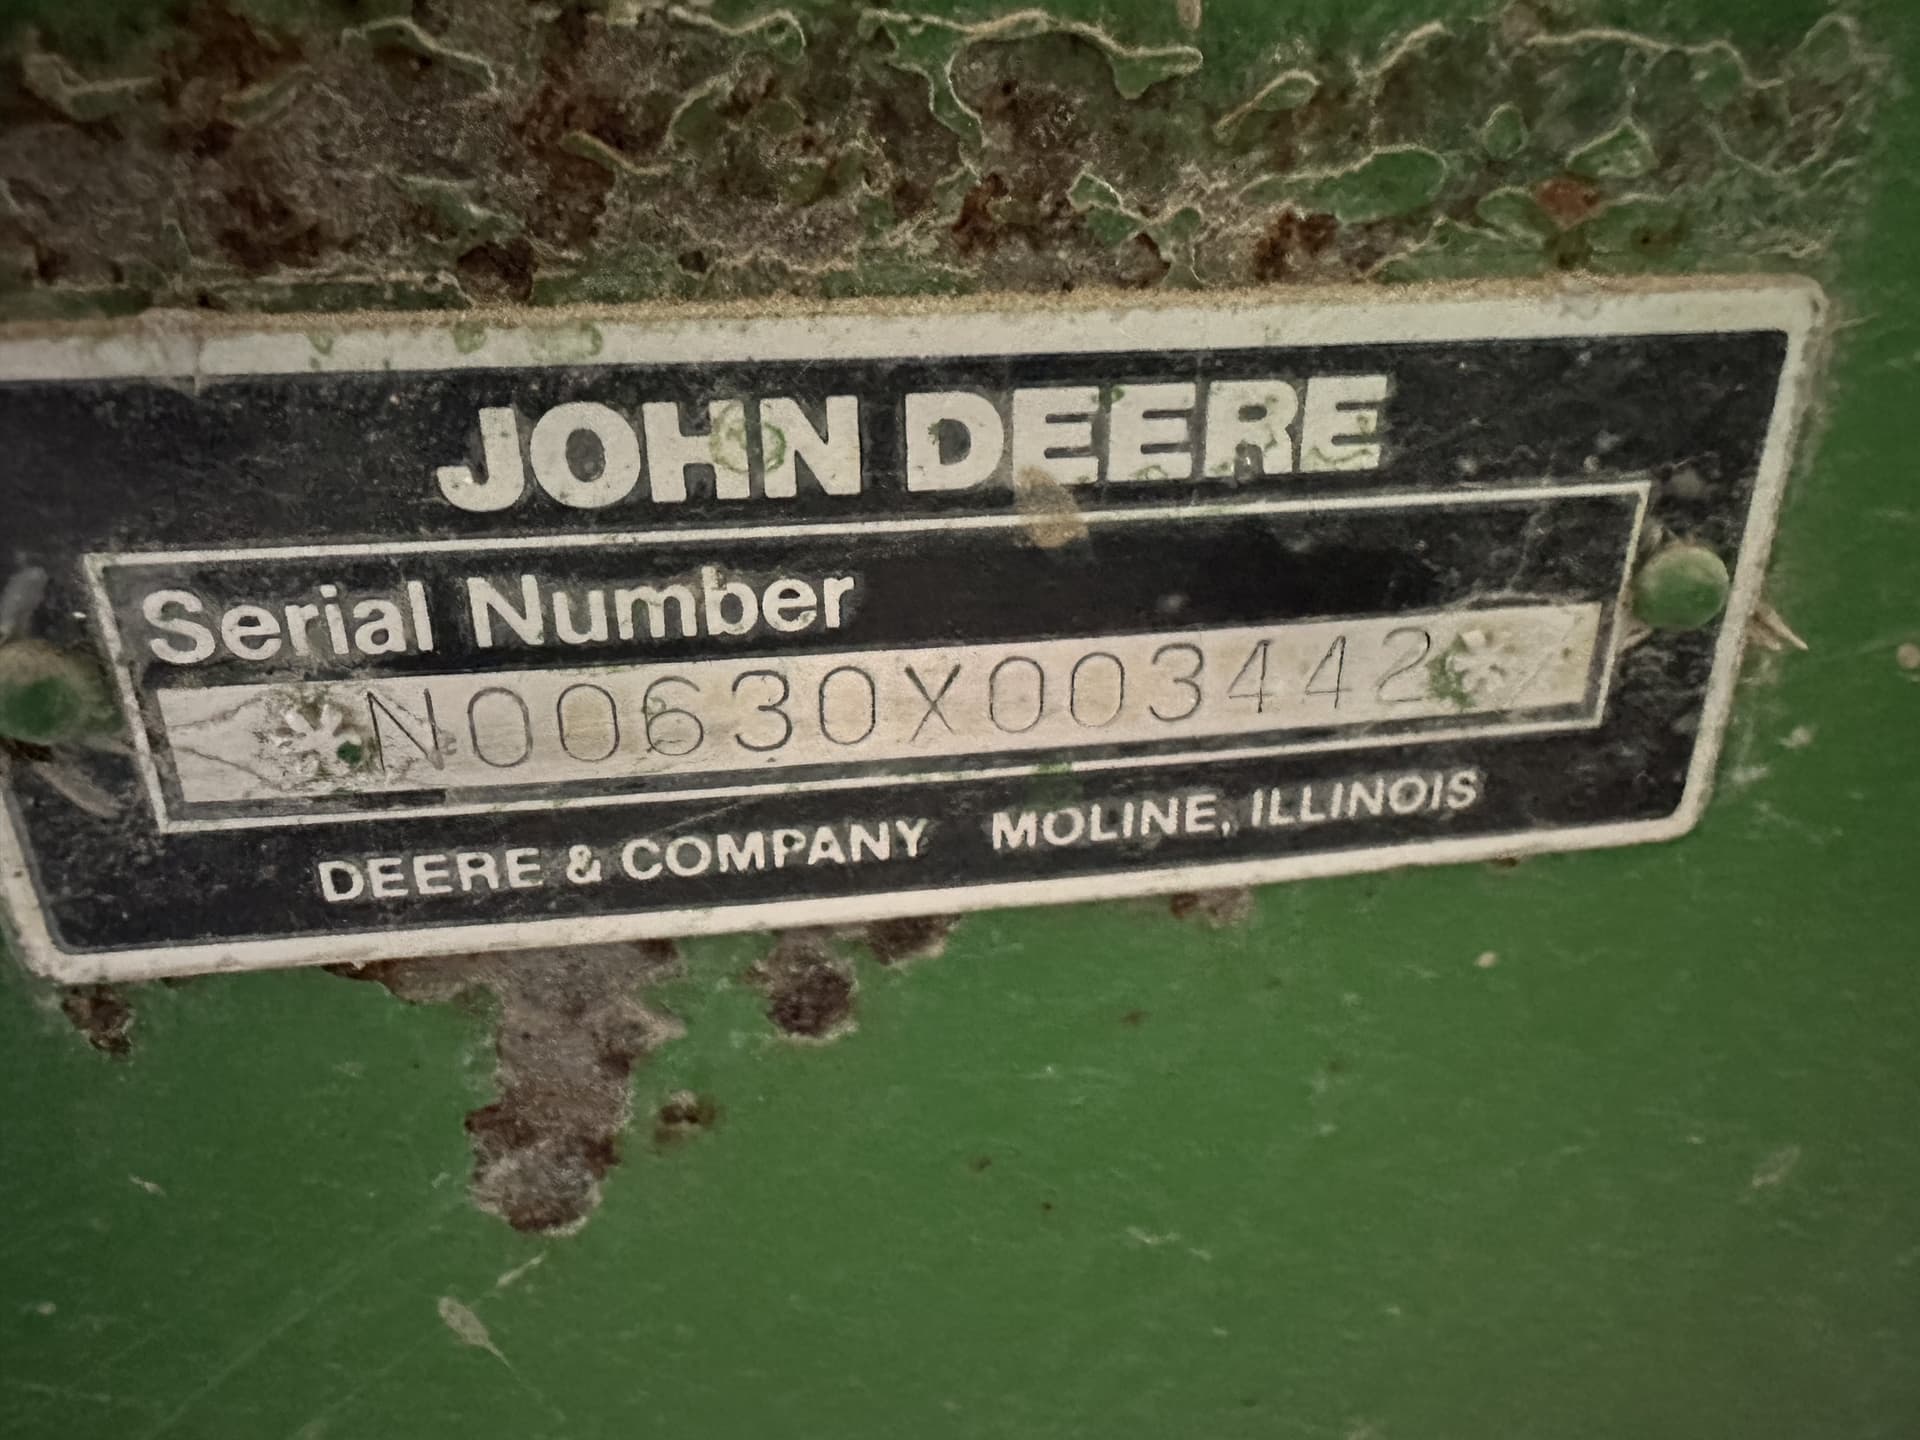 JOHN DEERE
Serial Number
*N00630X003442*
DEERE & COMPANY MOLINE, ILLINOIS